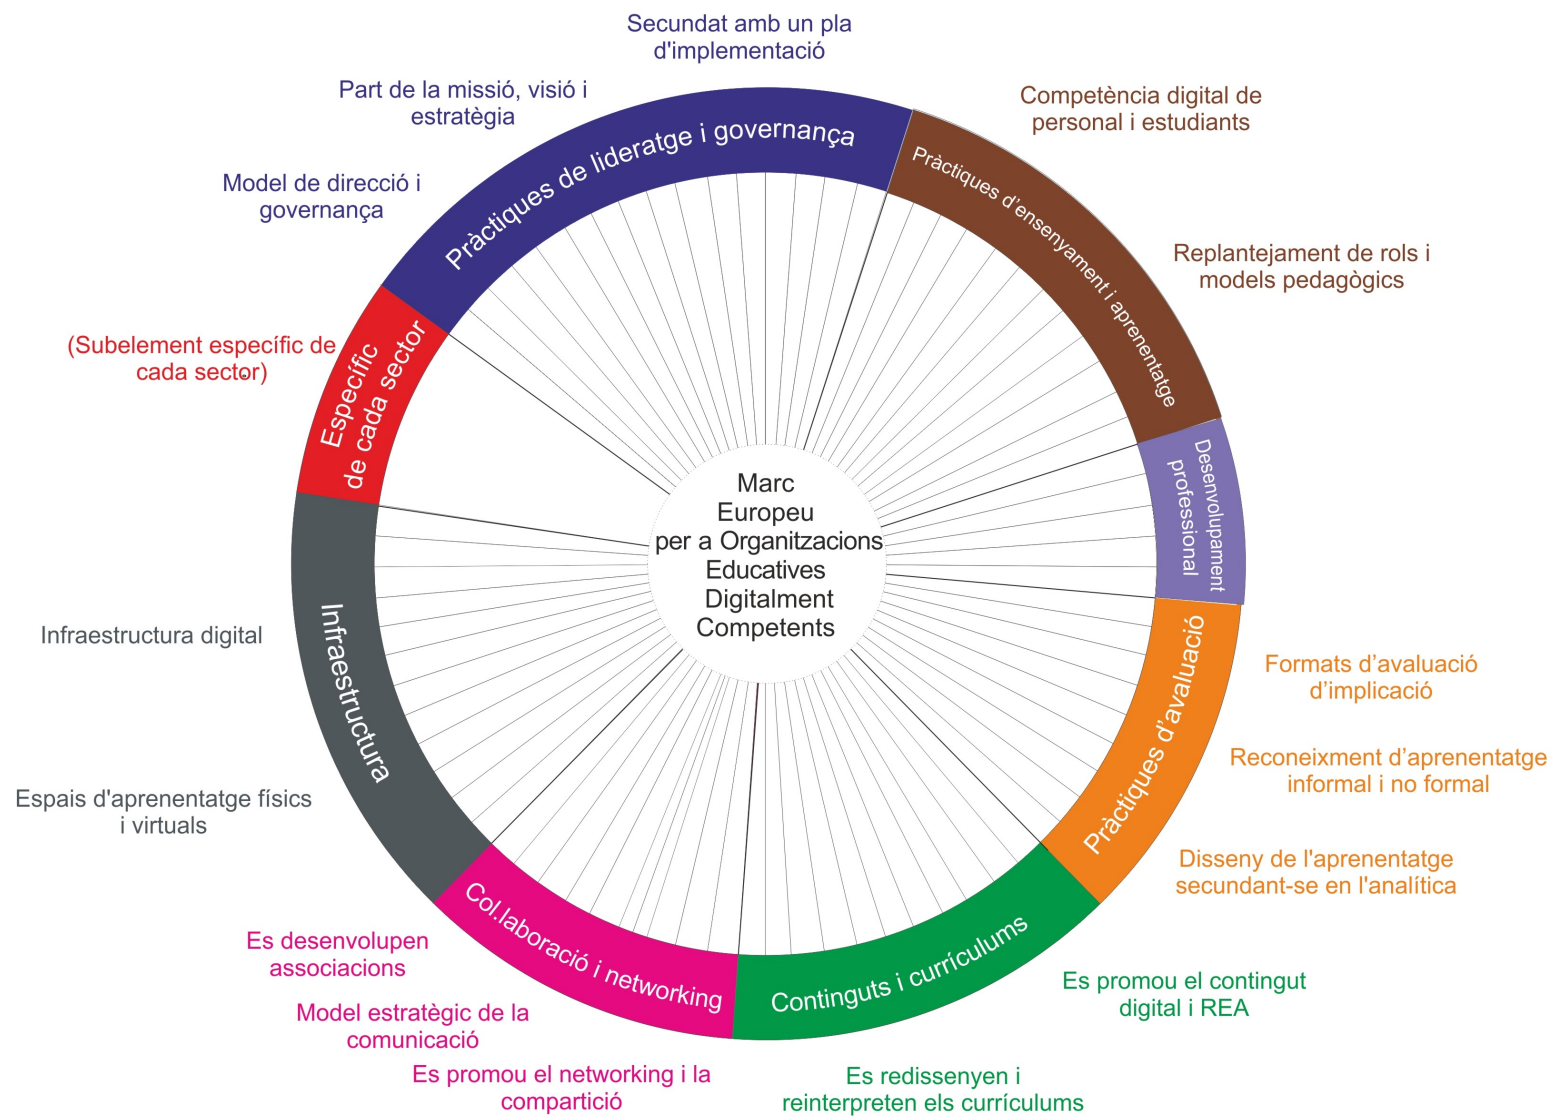 Secundat amb un pla
d'implementació
Part de la missió, visió i
estratègia
Model de direcció i
governança
Pràctiques de lideratge i governança
Competència digital de
personal i estudiants
Replantejament de rols i
models pedagògics
Pràctiques d’ensenyament i aprenentatge
Desenvolupament
professional
Formats d’avaluació
d’implicació
Reconeixment d’aprenentatge
informal i no formal
Disseny de l'aprenentatge
secundant-se en l'analítica
Pràctiques d’avaluació
Es promou el contingut
digital i REA
Es redissenyen i
reinterpreten els currículums
Continguts i currículums
Es promou el networking i la
compartició
Model estratègic de la
comunicació
Es desenvolupen
associacions
Col.laboració i networking
Espais d'aprenentatge físics
i virtuals
Infraestructura digital
Infraestructura
(Subelement específic de
cada sector)
Específic
de cada sector
Marc
Europeu
per a Organitzacions
Educatives
Digitalment
Competents